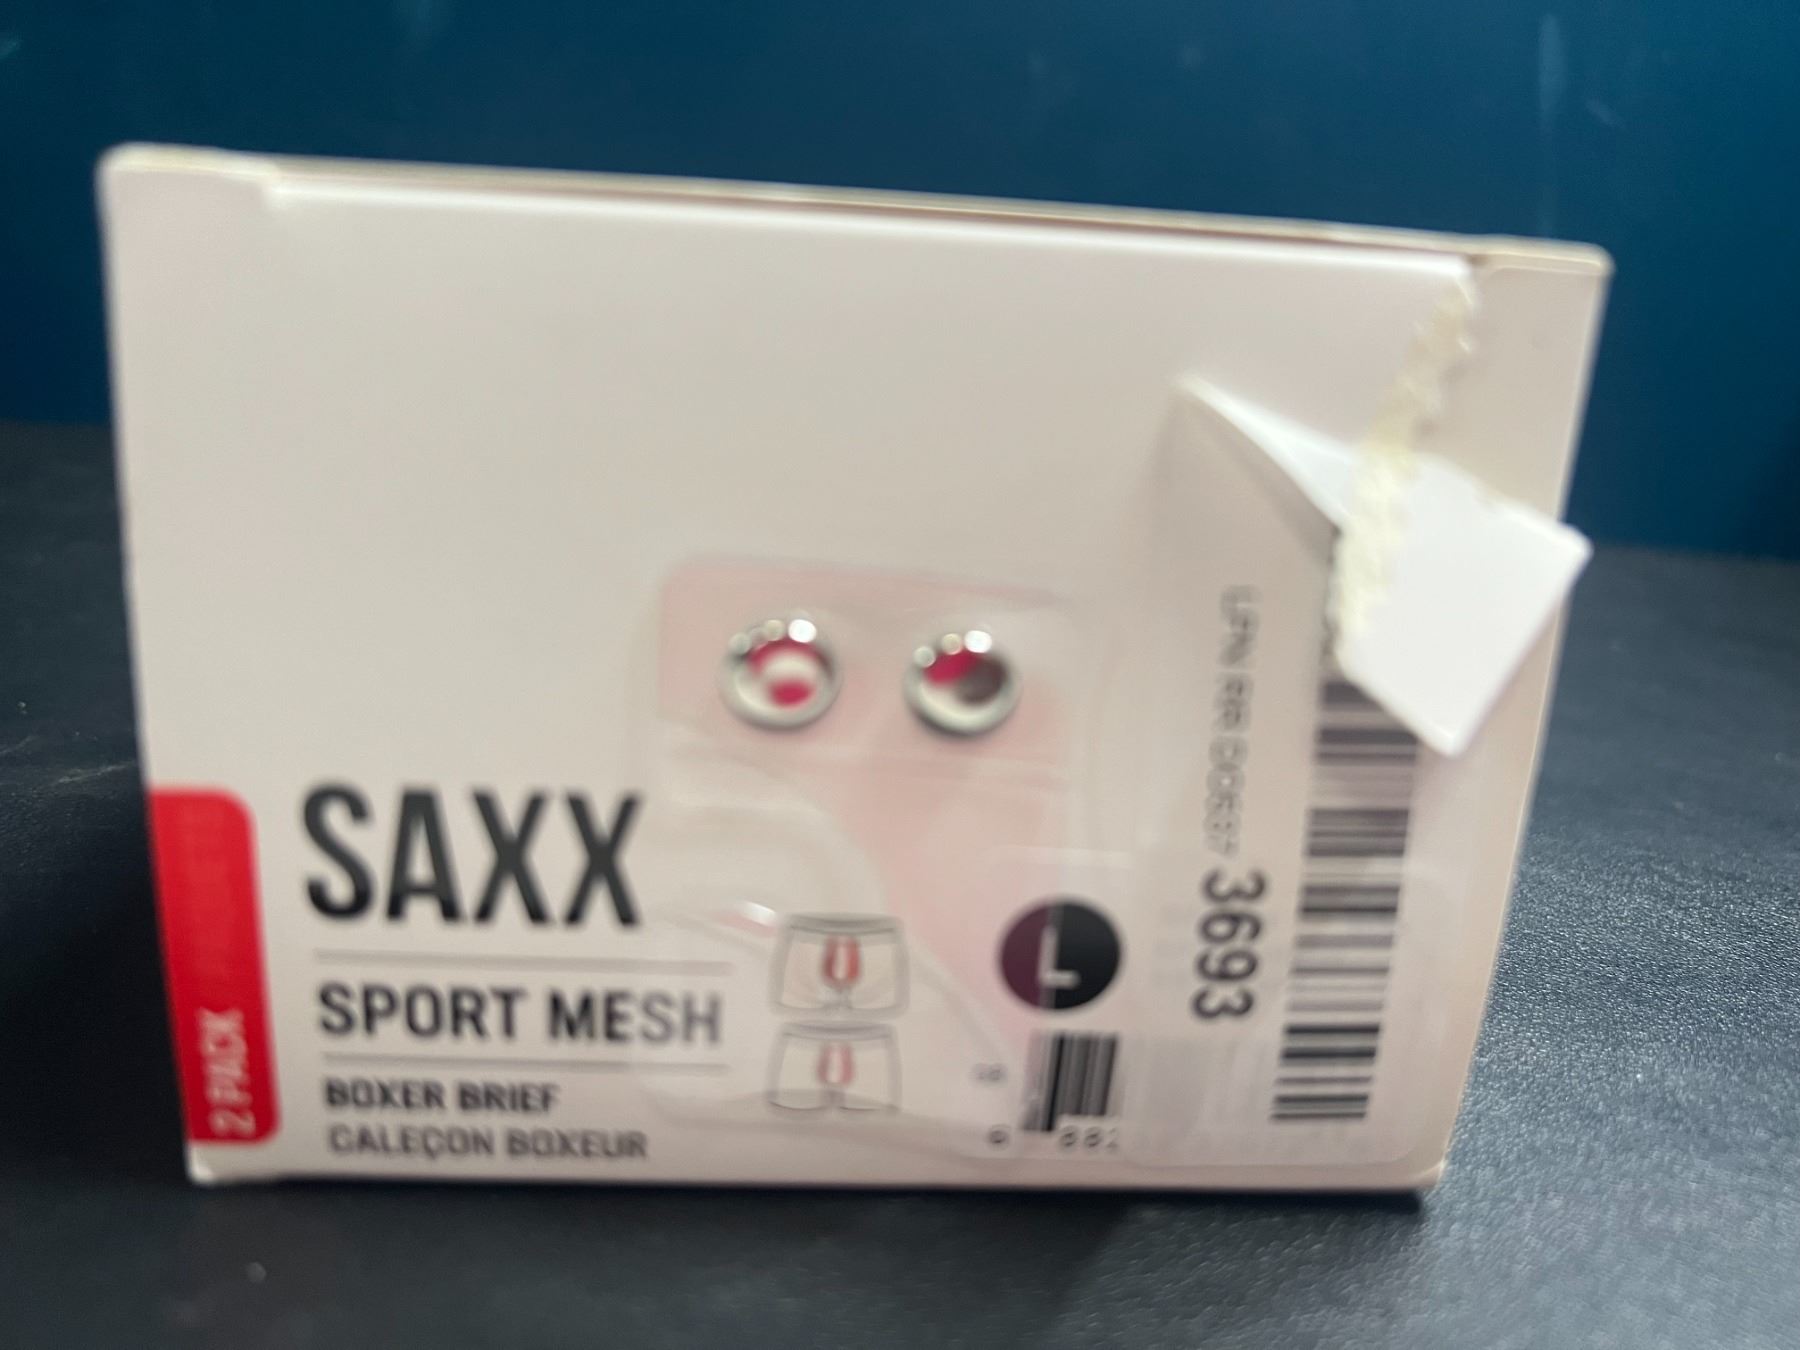 SAXX
SPORT MESH
BOXER BRIEF
CALEÇON BOXEUR
2 PACK
L
3693